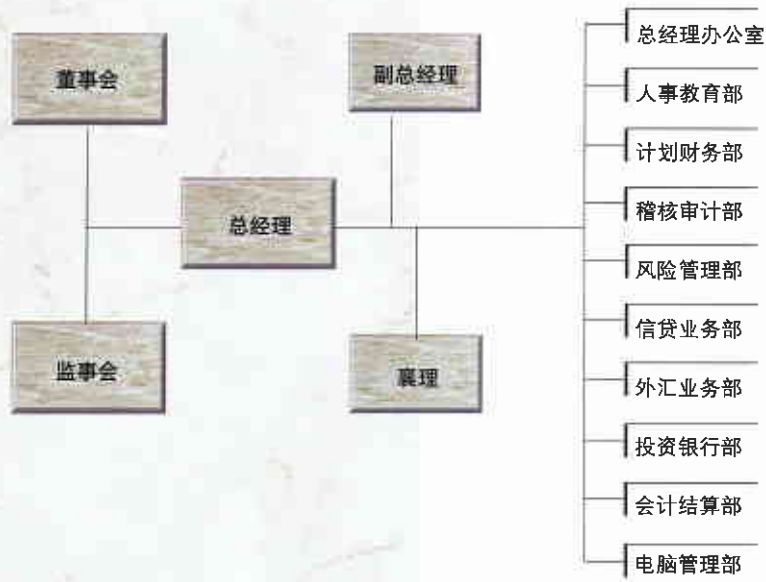 董事会
副总经理
总经理
监事会
襄理
总经理办公室
人事教育部
计划财务部
稽核审计部
风险管理部
信贷业务部
外汇业务部
投资银行部
会计结算部
电脑管理部